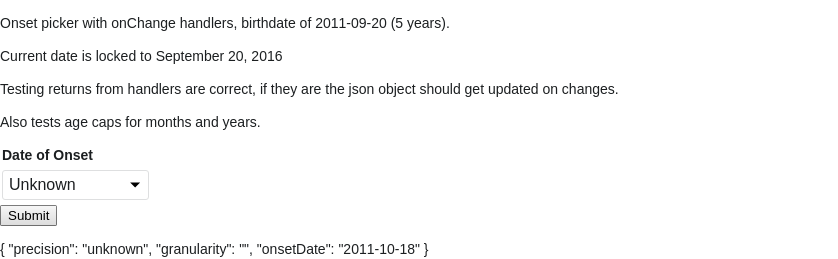 Onset picker with onChange handlers, birthdate of 2011-09-20 (5 years).
Current date is locked to September 20, 2016
Testing returns from handlers are correct, if they are the json object should get updated on changes.
Also tests age caps for months and years.
Date of Onset
Unknown
Submit
{ "precision": "unknown", "granularity": "", "onsetDate": "2011-10-18" }